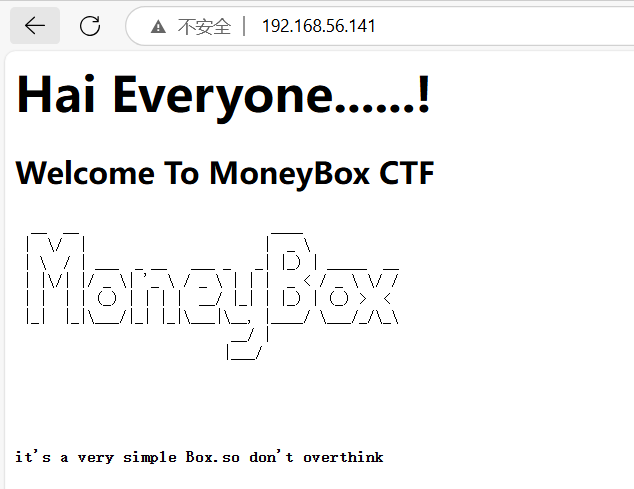 不安全 192.168.56.141
Hai Everyone......!
Welcome To MoneyBox CTF
MoneyBox
it's a very simple Box.so don't overthink